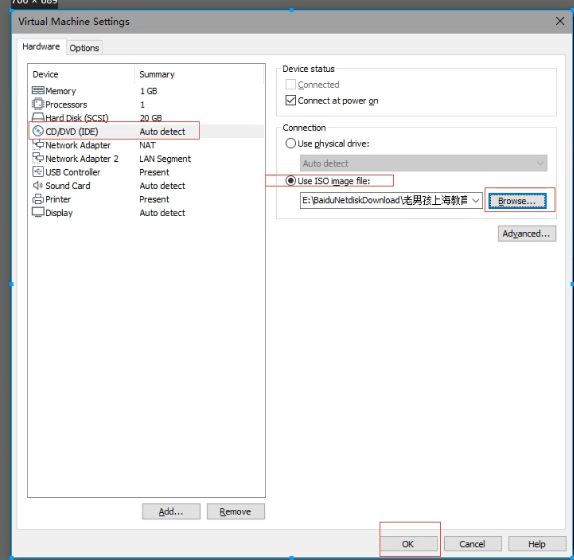 700 × 689
Virtual Machine Settings
Hardware Options
Device Summary
Memory 1 GB
Processors 1
Hard Disk (SCSI) 20 GB
CD/DVD (IDE) Auto detect
Network Adapter NAT
Network Adapter 2 LAN Segment
USB Controller Present
Sound Card Auto detect
Printer Present
Display Auto detect
Add... Remove
Device status
Connected
Connect at power on
Connection
Use physical drive:
Auto detect
Use ISO image file:
E:\BaiduNetdiskDownload\老男孩上海教育
Browse...
Advanced...
OK Cancel Help